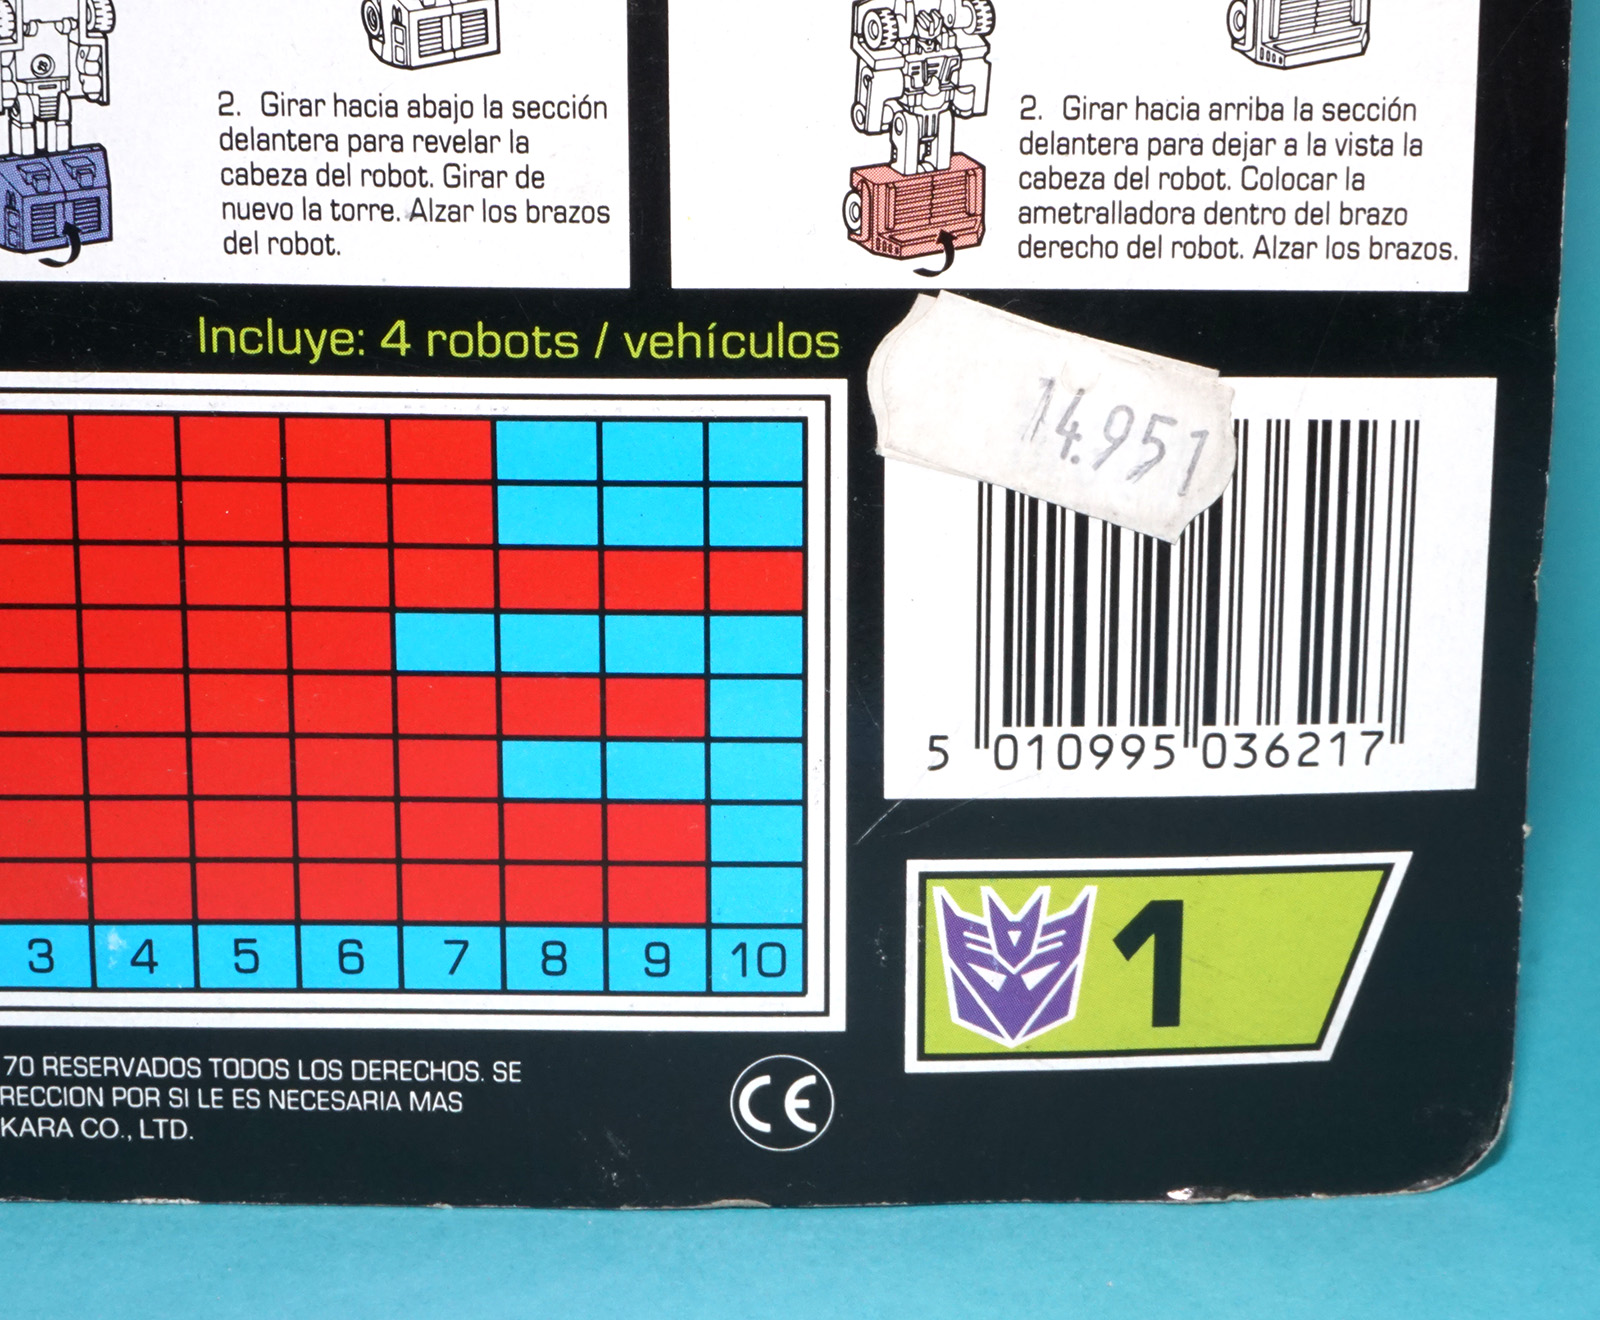 2. Girar hacia abajo la sección
delantera para revelar la
cabeza del robot. Girar de
nuevo la torre. Alzar los brazos
del robot.
2. Girar hacia arriba la sección
delantera para dejar a la vista la
cabeza del robot. Colocar la
ametralladora dentro del brazo
derecho del robot. Alzar los brazos.
Incluye: 4 robots / vehículos
14.951
5 010995 036217
3 4 5 6 7 8 9 10
1
70 RESERVADOS TODOS LOS DERECHOS. SE
RECCION POR SI LE ES NECESARIA MAS
KARA CO., LTD.
CE